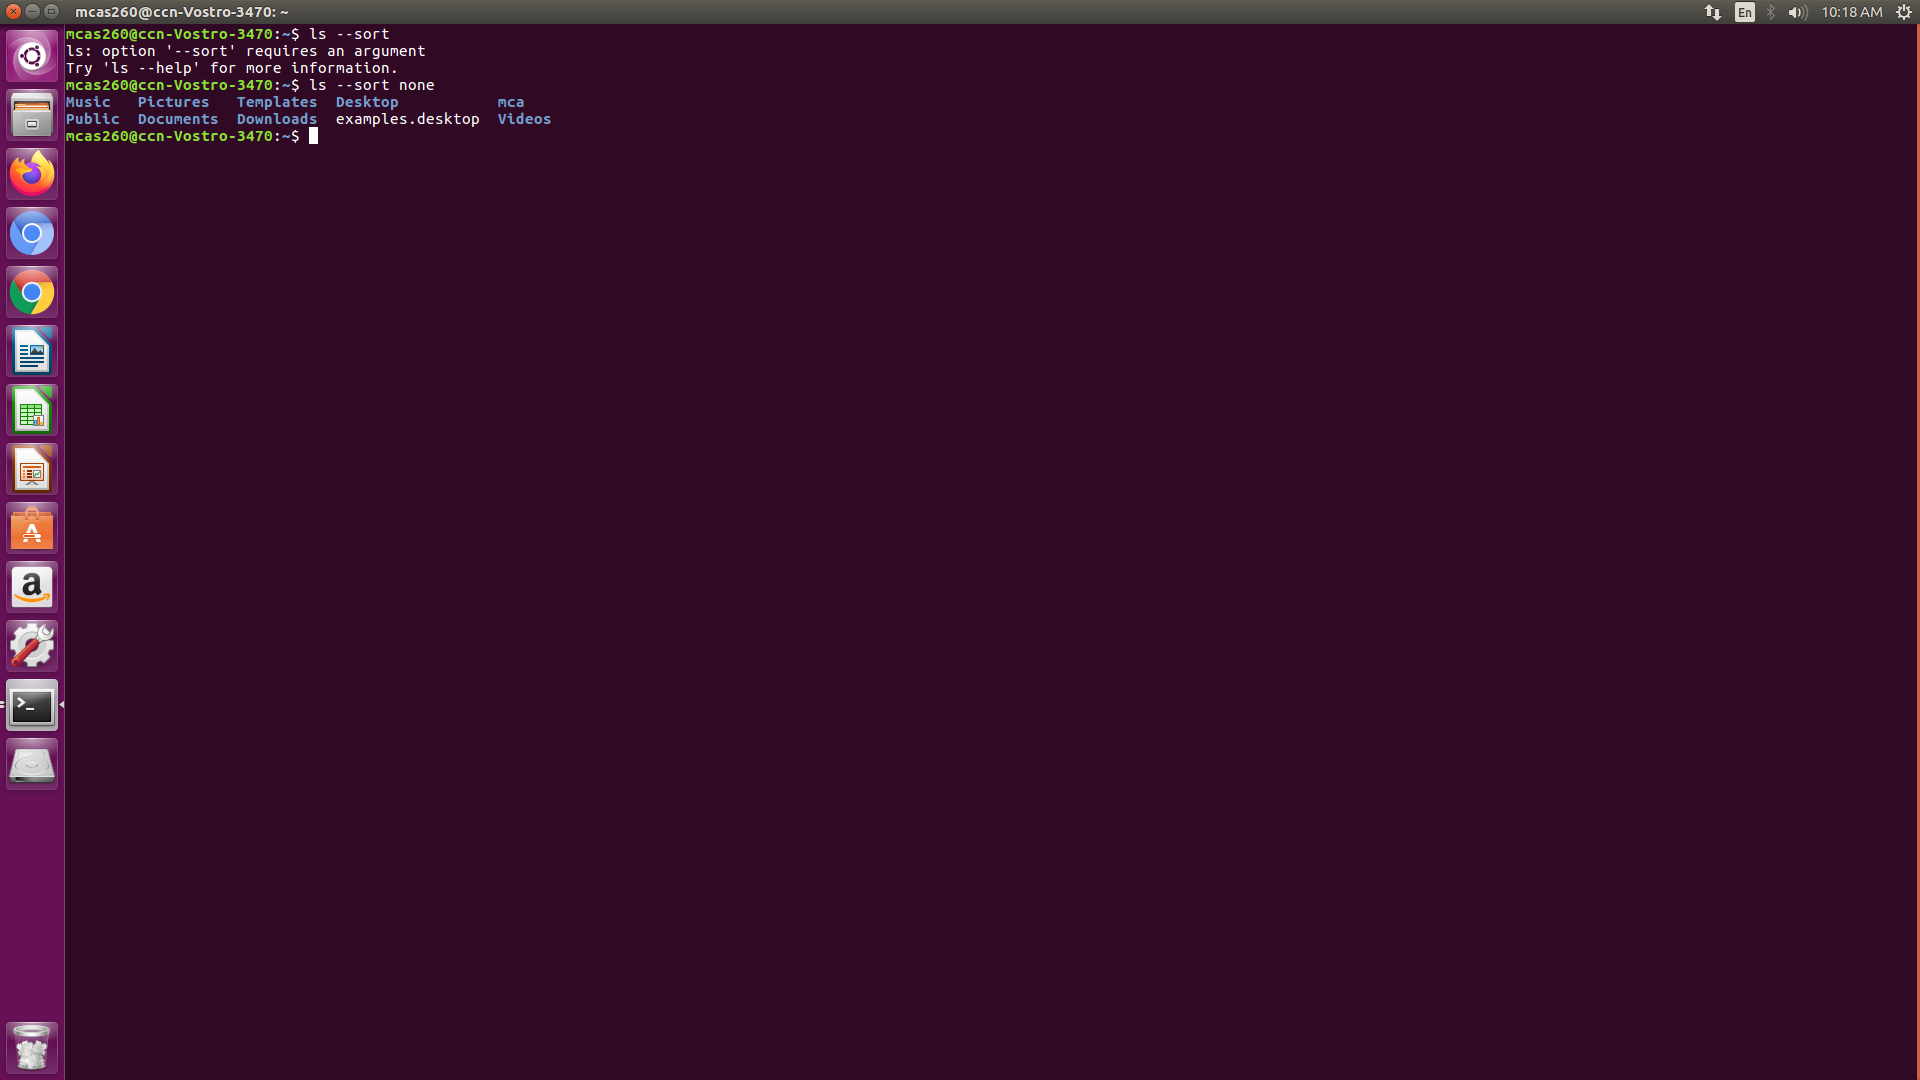 mcas260@ccn-Vostro-3470: ~
En
10:18 AM
mcas260@ccn-Vostro-3470:~$ ls --sort
ls: option '--sort' requires an argument
Try 'ls --help' for more information.
mcas260@ccn-Vostro-3470:~$ ls --sort none
Music Pictures Templates Desktop mca
Public Documents Downloads examples.desktop Videos
mcas260@ccn-Vostro-3470:~$